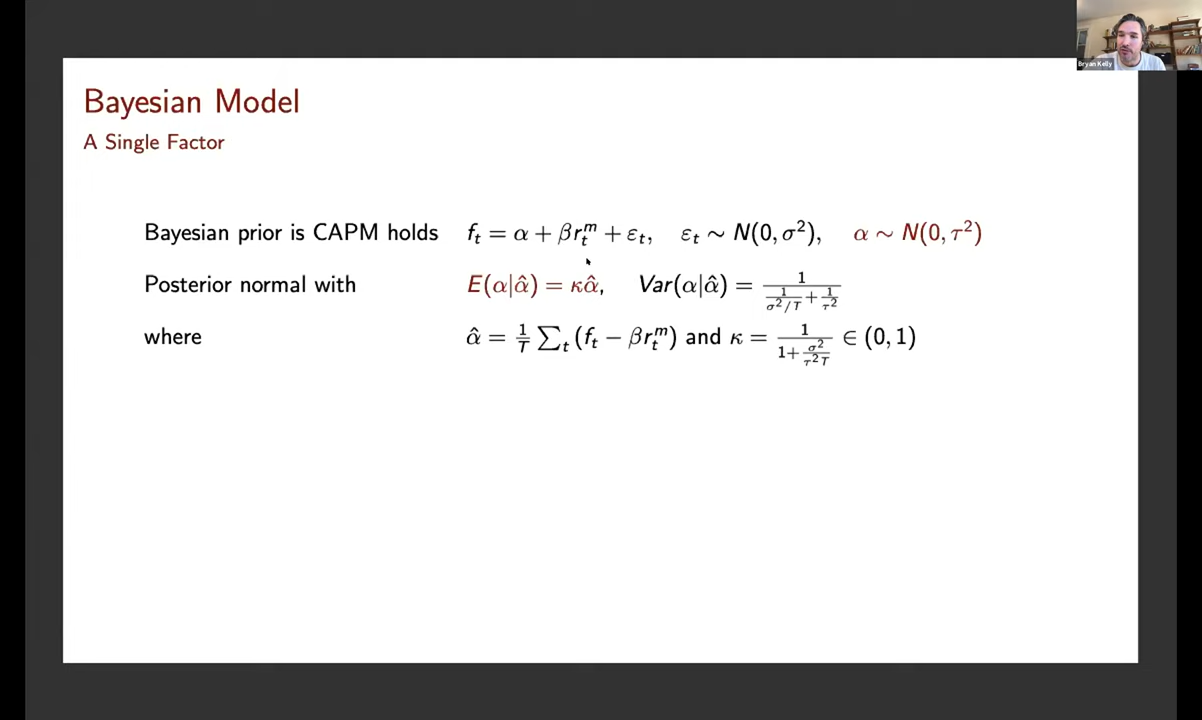 Bryan Kelly
Bayesian Model
A Single Factor
Bayesian prior is CAPM holds f_t = α + βr_t^m + ε_t, ε_t ∼ N(0, σ²), α ∼ N(0, τ²)
Posterior normal with E(α|α̂) = κα̂, Var(α|α̂) = 1/(1/(σ²/T) + 1/τ²)
where α̂ = 1/T ∑_t (f_t − βr_t^m) and κ = 1/(1 + σ²/(τ²T)) ∈ (0, 1)